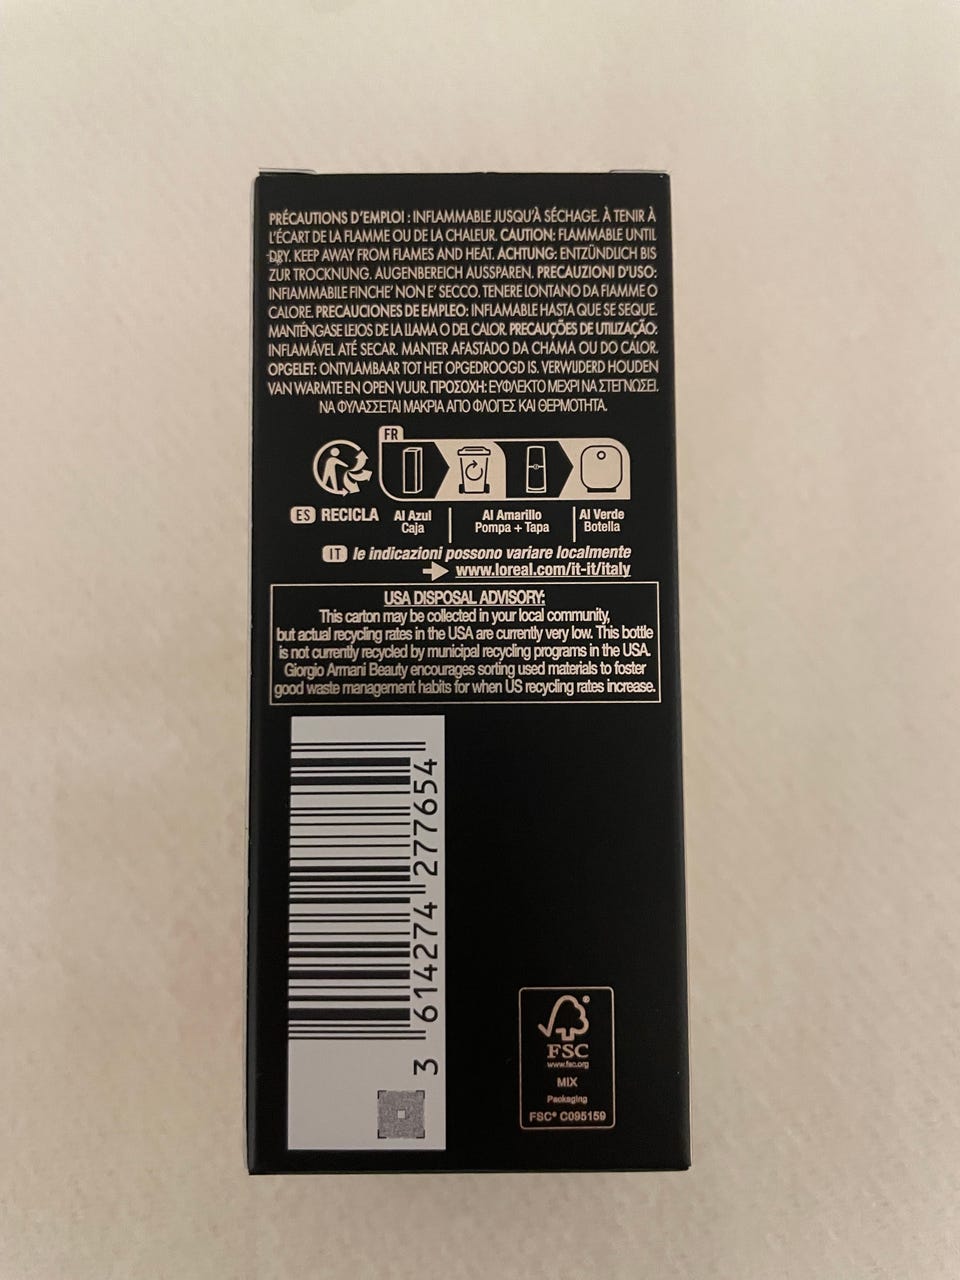 PRÉCAUTIONS D'EMPLOI : INFLAMMABLE JUSQU'À SÉCHAGE. À TENIR À
L'ÉCART DE LA FLAMME OU DE LA CHALEUR. CAUTION: FLAMMABLE UNTIL
DRY. KEEP AWAY FROM FLAMES AND HEAT. ACHTUNG: ENTZÜNDLICH BIS
ZUR TROCKNUNG. AUGENBEREICH AUSSPAREN. PRECAUZIONI D'USO:
INFIAMMABILE FINCHE' NON E' SECCO. TENERE LONTANO DA FIAMME O
CALORE. PRECAUCIONES DE EMPLEO: INFLAMABLE HASTA QUE SE SEQUE.
MANTÉNGASE LEJOS DE LA LLAMA O DEL CALOR. PRECAUÇÕES DE UTILIZAÇÃO:
INFLAMÁVEL ATÉ SECAR. MANTER AFASTADO DA CHAMA OU DO CALOR.
OPGELET: ONTVLAMBAAR TOT HET OPGEDROOGD IS. VERWIJDERD HOUDEN
VAN WARMTE EN OPEN VUUR. ΠΡΟΣΟΧΗ: ΕΥΦΛΕΚΤΟ ΜΕΧΡΙ ΝΑ ΣΤΕΓΝΩΣΕΙ.
ΝΑ ΦΥΛΑΣΣΕΤΑΙ ΜΑΚΡΙΑ ΑΠΟ ΦΛΟΓΕΣ ΚΑΙ ΘΕΡΜΟΤΗΤΑ.
FR
ES RECICLA Al Azul Al Amarillo Al Verde
Caja Pompa + Tapa Botella
IT le indicazioni possono variare localmente
www.loreal.com/it-it/italy
USA DISPOSAL ADVISORY:
This carton may be collected in your local community,
but actual recycling rates in the USA are currently very low. This bottle
is not currently recycled by municipal recycling programs in the USA.
Giorgio Armani Beauty encourages sorting used materials to foster
good waste management habits for when US recycling rates increase.
3 614274 277654
FSC®
www.fsc.org
MIX
Packaging
FSC® C095159